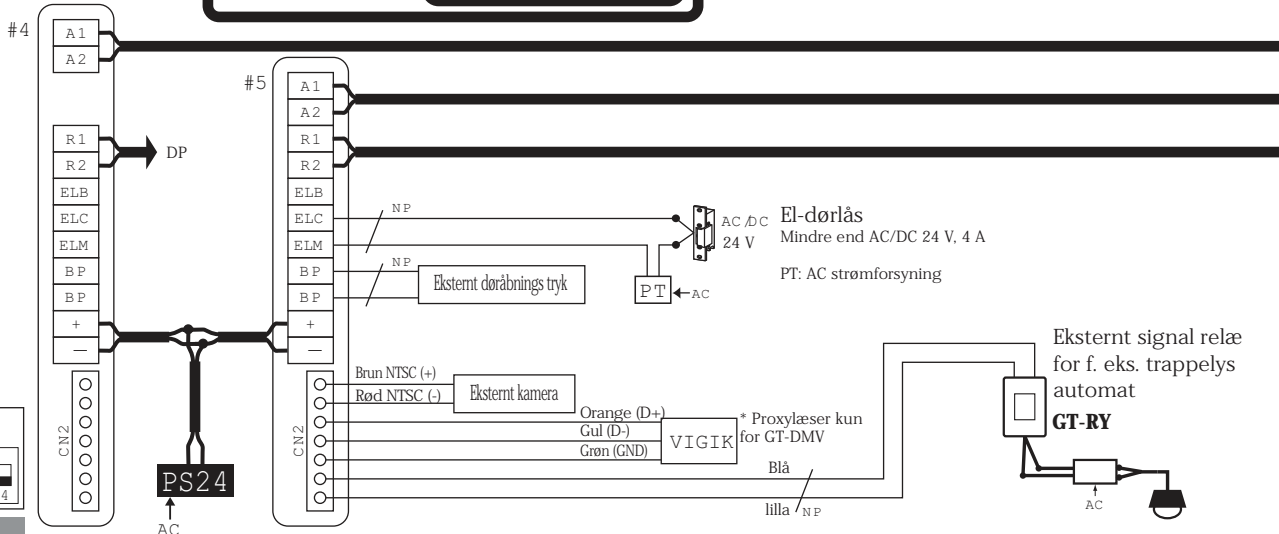 #4
A1
A2
R1
R2
DP
ELB
ELC
ELM
BP
BP
+
—
CN2
4
PS24
AC
#5
A1
A2
R1
R2
ELB
ELC
ELM
BP
BP
+
—
CN2
NP
NP
Eksternt døråbnings tryk
AC/DC
24 V
El-dørlås
Mindre end AC/DC 24 V, 4 A
PT: AC strømforsyning
PT
AC
Brun NTSC (+)
Rød NTSC (-)
Eksternt kamera
Orange (D+)
Gul (D-)
Grøn (GND)
VIGIK
* Proxylæser kun
for GT-DMV
Blå
lilla
NP
Eksternt signal relæ
for f. eks. trappelys
automat
GT-RY
AC